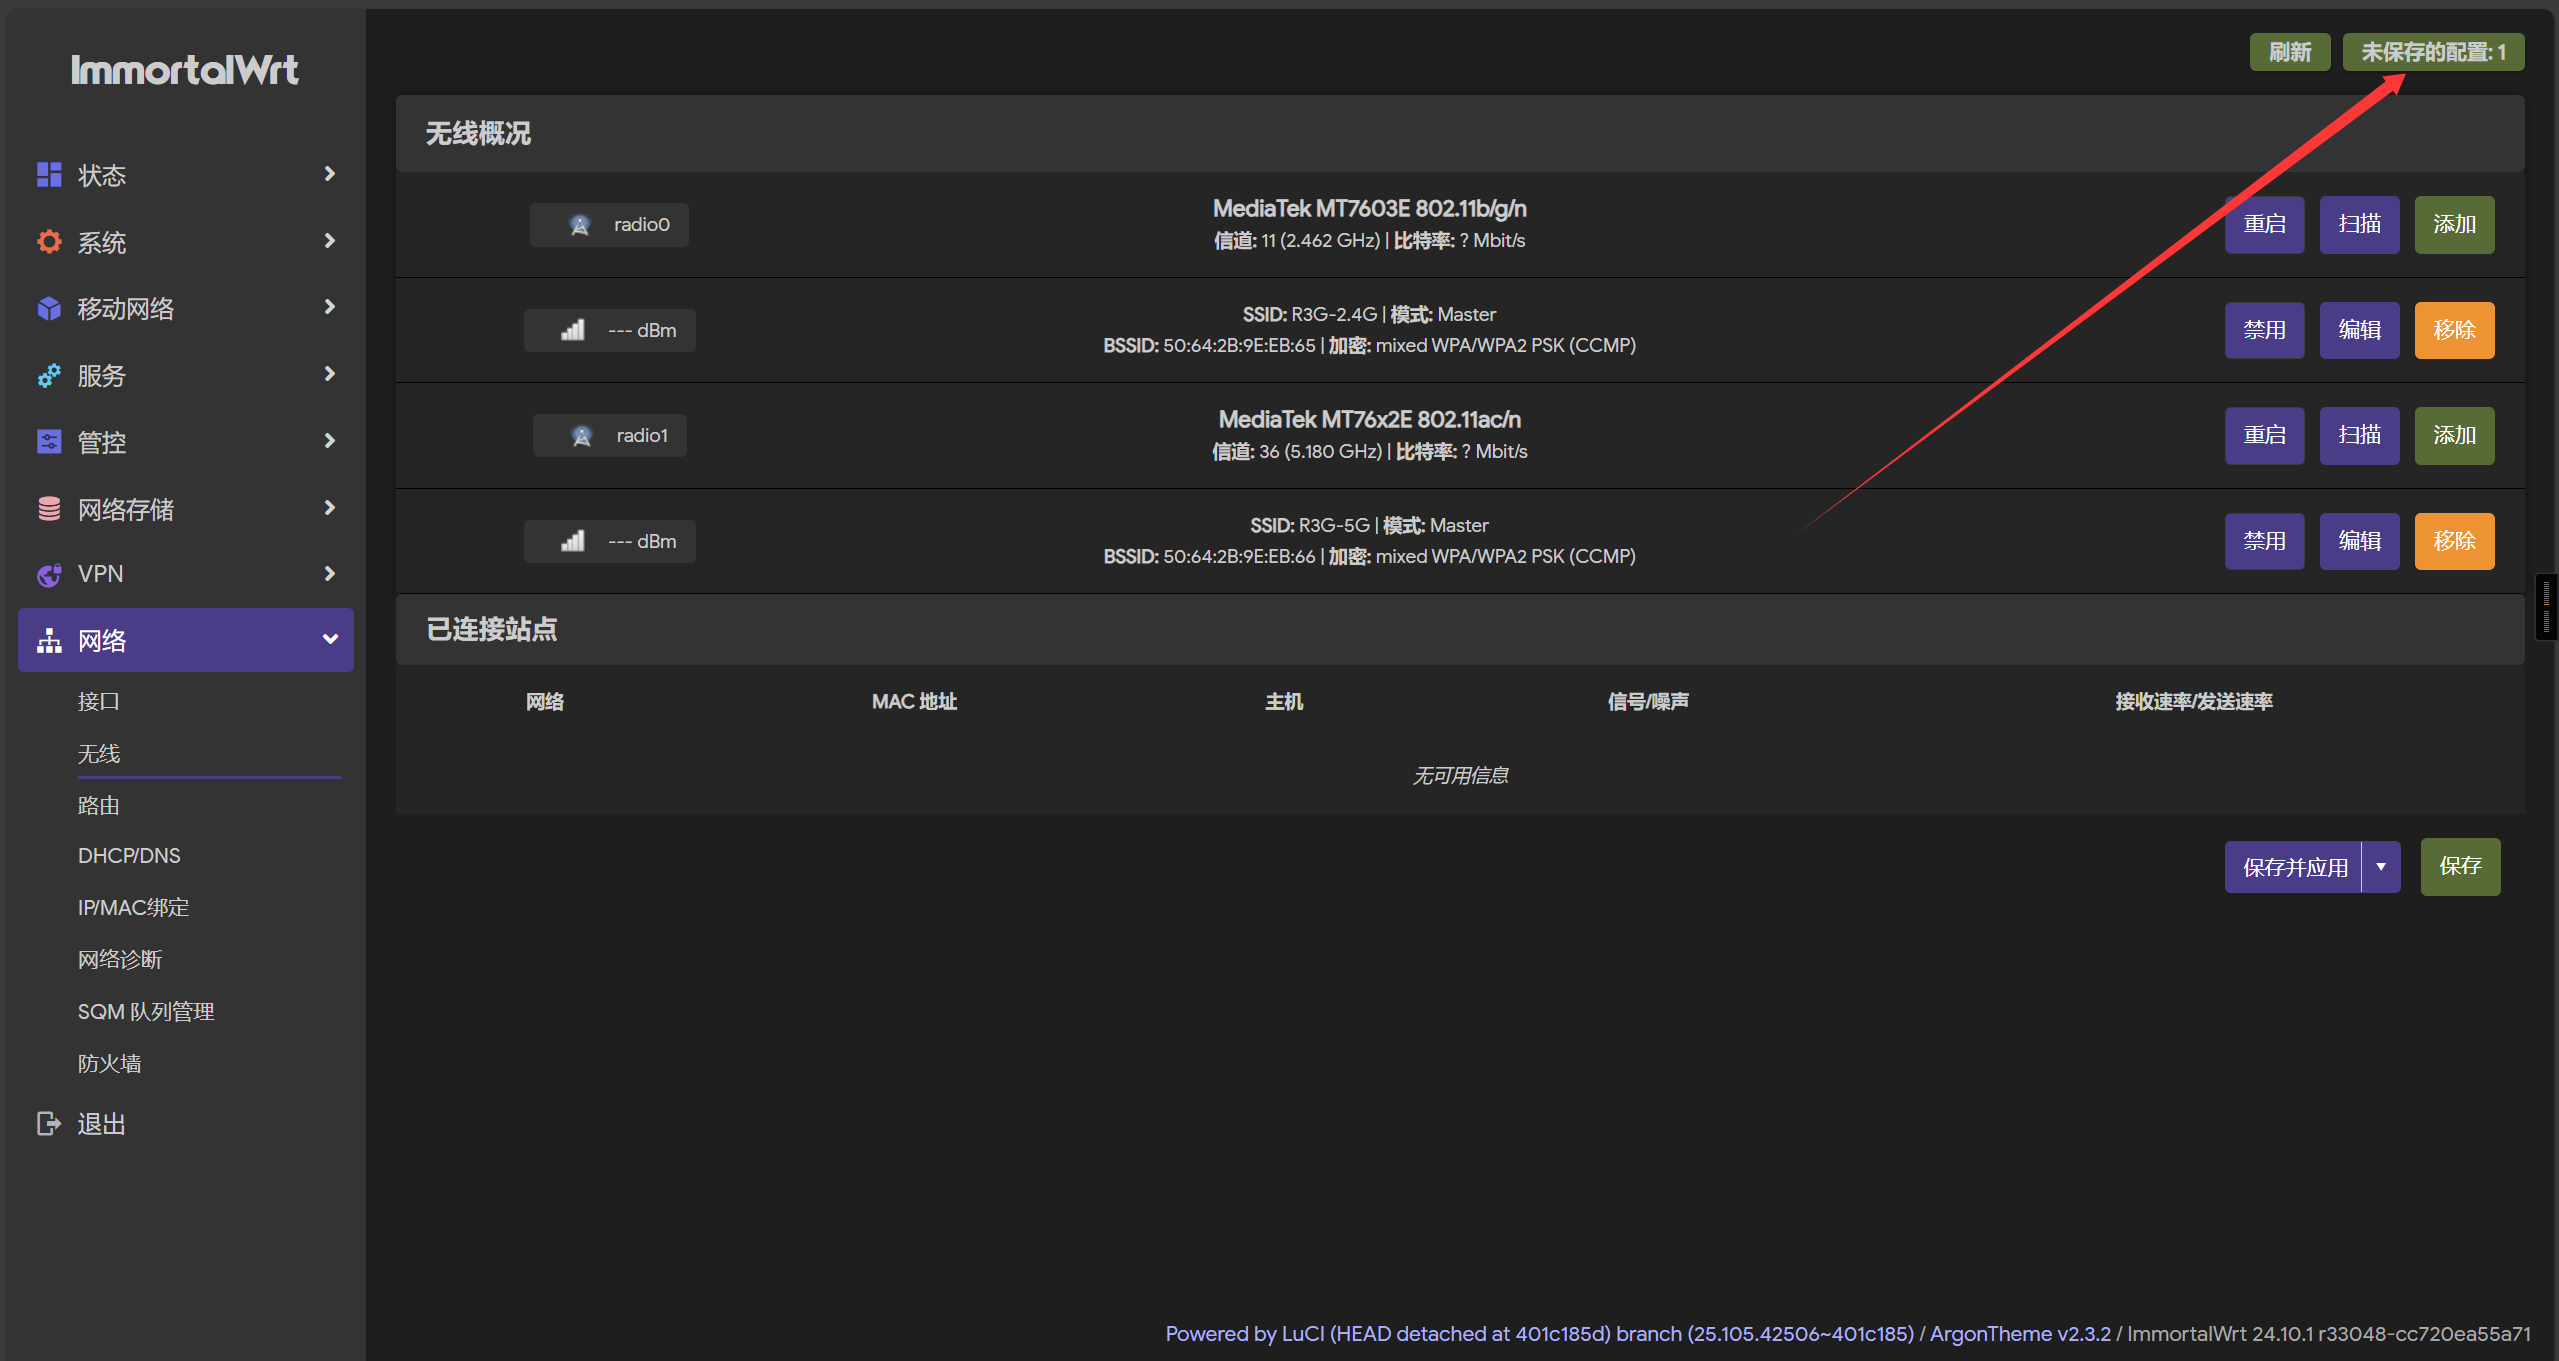 ImmortalWrt
状态
系统
移动网络
服务
管控
网络存储
VPN
网络
接口
无线
路由
DHCP/DNS
IP/MAC绑定
网络诊断
SQM 队列管理
防火墙
退出
刷新
未保存的配置: 1
无线概况
radio0
MediaTek MT7603E 802.11b/g/n
信道: 11 (2.462 GHz) | 比特率: ? Mbit/s
重启
扫描
添加
--- dBm
SSID: R3G-2.4G | 模式: Master
BSSID: 50:64:2B:9E:EB:65 | 加密: mixed WPA/WPA2 PSK (CCMP)
禁用
编辑
移除
radio1
MediaTek MT76x2E 802.11ac/n
信道: 36 (5.180 GHz) | 比特率: ? Mbit/s
重启
扫描
添加
--- dBm
SSID: R3G-5G | 模式: Master
BSSID: 50:64:2B:9E:EB:66 | 加密: mixed WPA/WPA2 PSK (CCMP)
禁用
编辑
移除
已连接站点
网络
MAC 地址
主机
信号/噪声
接收速率/发送速率
无可用信息
保存并应用
保存
Powered by LuCI (HEAD detached at 401c185d) branch (25.105.42506~401c185) / ArgonTheme v2.3.2 / ImmortalWrt 24.10.1 r33048-cc720ea55a71